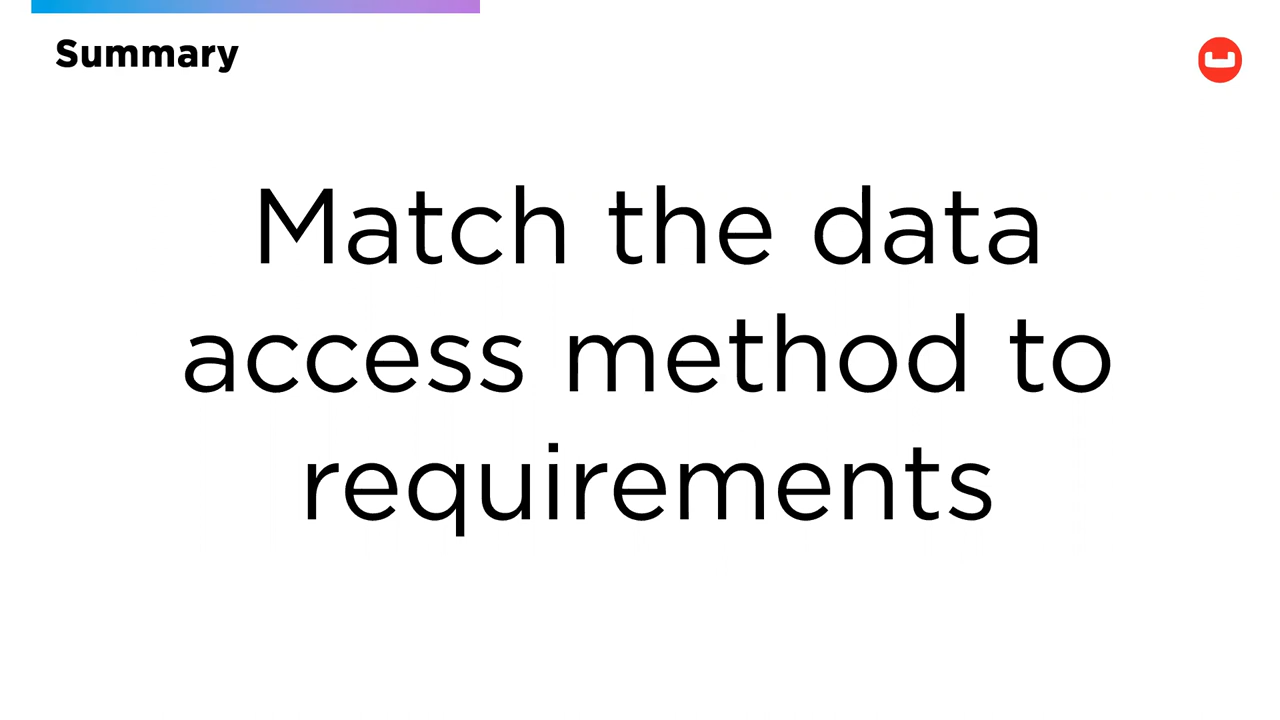 Summary
Match the data
access method to
requirements